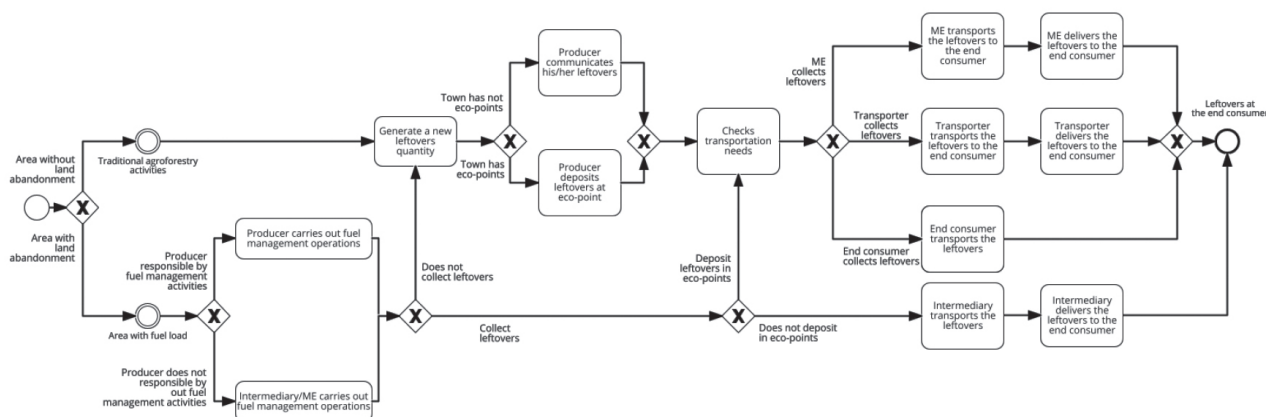 Area without
land
abandonment
Area with
land
abandonment
Traditional agroforestry
activities
Area with fuel load
Producer
responsible by
fuel management
activities
Producer does not
responsible by
out fuel
management activities
Producer carries out fuel
management operations
Intermediary/ME carries out
fuel management operations
Generate a new
leftovers
quantity
Does not
collect leftovers
Collect
leftovers
Town has not
eco-points
Town has
eco-points
Producer
communicates
his/her leftovers
Producer
deposits
leftovers at
eco-point
Checks
transportation
needs
Deposit
leftovers in
eco-points
Does not deposit
in eco-points
ME
collects
leftovers
Transporter
collects
leftovers
End consumer
collects leftovers
ME transports
the leftovers to
the end
consumer
ME delivers the
leftovers to the
end consumer
Transporter
transports the
leftovers to the
end consumer
Transporter
delivers the
leftovers to the
end consumer
End consumer
transports the
leftovers
Intermediary
transports the
leftovers
Intermediary
delivers the
leftovers to the
end consumer
Leftovers at
the end consumer